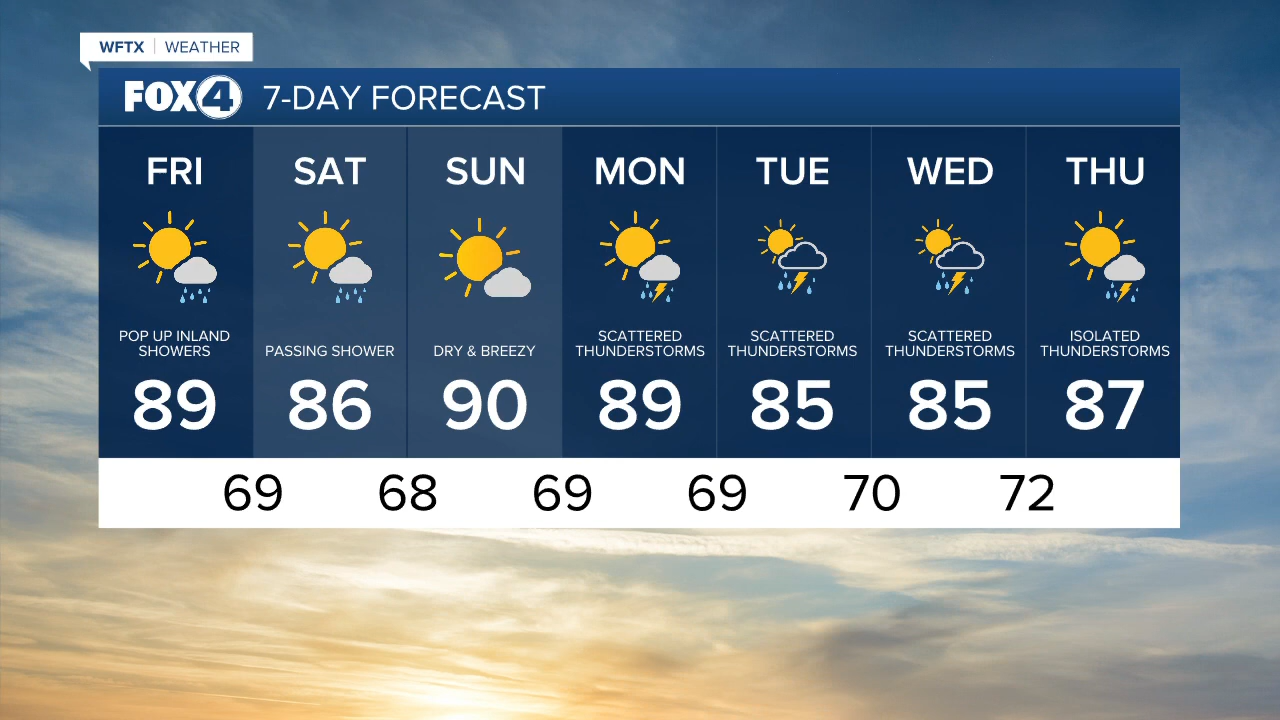 WFTX | WEATHER
FOX 4 7-DAY FORECAST
FRI SAT SUN MON TUE WED THU
POP UP INLAND
SHOWERS
PASSING SHOWER
DRY & BREEZY
SCATTERED
THUNDERSTORMS
SCATTERED
THUNDERSTORMS
SCATTERED
THUNDERSTORMS
ISOLATED
THUNDERSTORMS
89 86 90 89 85 85 87
69 68 69 69 70 72